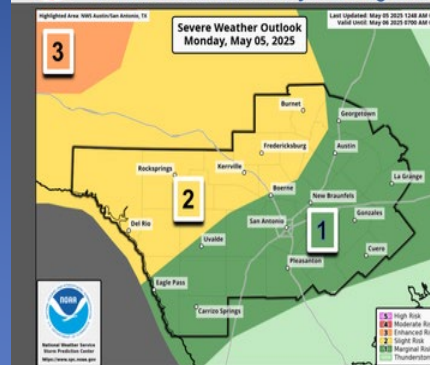 Highlighted Area: NWS Austin/San Antonio, TX
Severe Weather Outlook
Monday, May 05, 2025
Last Updated: May 05 2025 1248 AM
Valid Until: May 06 2025 0700 AM
3
Burnet
Georgetown
Fredericksburg
Austin
Rocksprings
Kerrville
La Grange
2
Boerne
New Braunfels
Del Rio
San Antonio
1
Gonzales
Uvalde
Cuero
Pleasanton
Eagle Pass
Carrizo Springs
NOAA
National Weather Service
Storm Prediction Center
https://www.spc.noaa.gov
5 High Risk
4 Moderate Ris
3 Enhanced Ris
2 Slight Risk
1 Marginal Risk
Thunderstorm